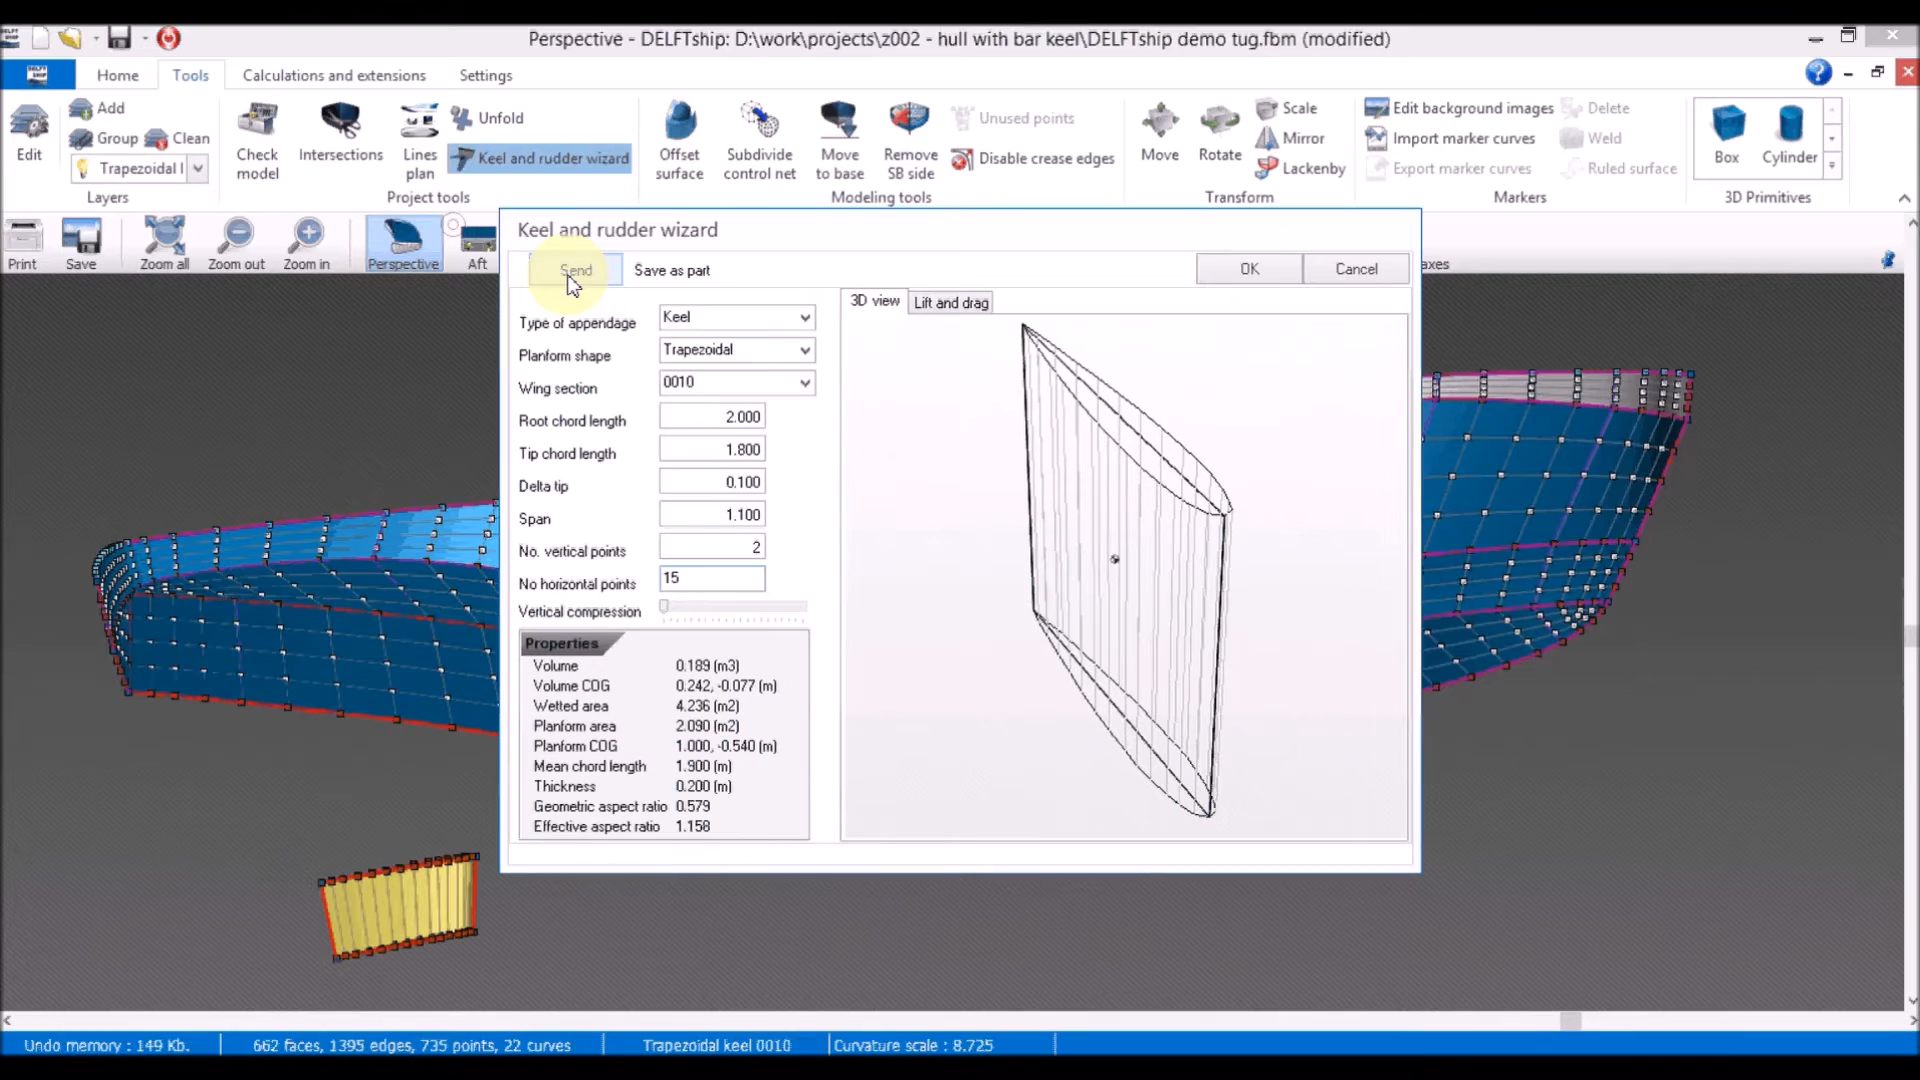 Perspective - DELFTship: D:\work\projects\z002 - hull with bar keel\DELFTship demo tug.fbm (modified)
Home Tools Calculations and extensions Settings
Edit
Add
Group Clean
Trapezoidal
Layers
Check model
Intersections
Lines plan
Unfold
Keel and rudder wizard
Project tools
Offset surface
Subdivide control net
Move to base
Remove SB side
Unused points
Disable crease edges
Modeling tools
Move
Rotate
Scale
Mirror
Lackenby
Transform
Edit background images
Import marker curves
Export marker curves
Delete
Weld
Ruled surface
Markers
Box
Cylinder
3D Primitives
Print
Save
Zoom all
Zoom out
Zoom in
Perspective
Aft
axes
Keel and rudder wizard
Send Save as part OK Cancel
3D view Lift and drag
Type of appendage Keel
Planform shape Trapezoidal
Wing section 0010
Root chord length 2.000
Tip chord length 1.800
Delta tip 0.100
Span 1.100
No. vertical points 2
No horizontal points 15
Vertical compression
Properties
Volume 0.189 (m3)
Volume COG 0.242, -0.077 (m)
Wetted area 4.236 (m2)
Planform area 2.090 (m2)
Planform COG 1.000, -0.540 (m)
Mean chord length 1.900 (m)
Thickness 0.200 (m)
Geometric aspect ratio 0.579
Effective aspect ratio 1.158
Undo memory : 149 Kb. 662 faces, 1395 edges, 735 points, 22 curves Trapezoidal keel 0010 Curvature scale : 8.725